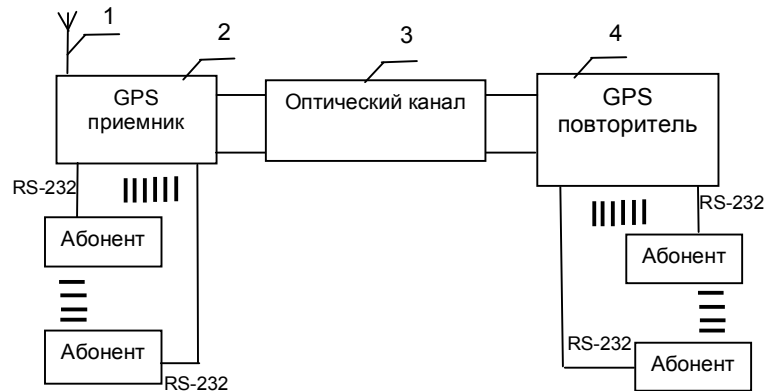 1
2
3
4
GPS
приемник
Оптический канал
GPS
повторитель
RS-232
RS-232
Абонент
Абонент
Абонент
RS-232
RS-232
Абонент